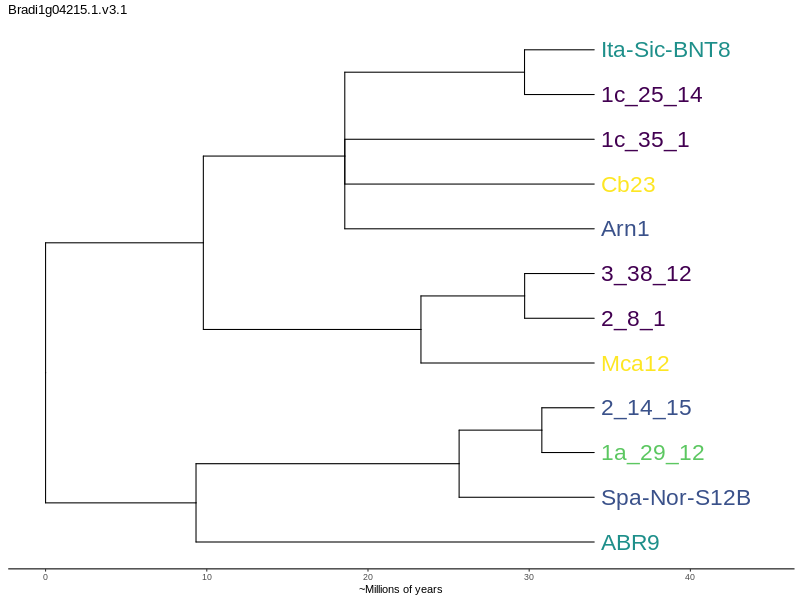 Bradi1g04215.1.v3.1
Ita-Sic-BNT8
1c_25_14
1c_35_1
Cb23
Arn1
3_38_12
2_8_1
Mca12
2_14_15
1a_29_12
Spa-Nor-S12B
ABR9
0 10 20 30 40
~Millions of years